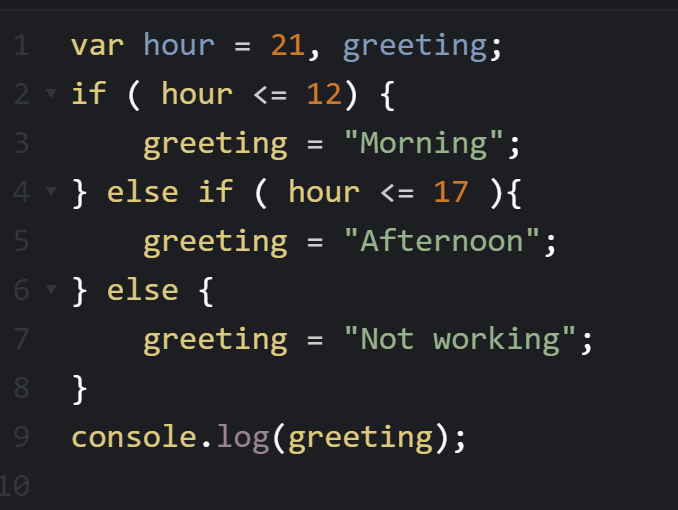 1 var hour = 21, greeting;
2 if ( hour <= 12) {
3     greeting = "Morning";
4 } else if ( hour <= 17 ){
5     greeting = "Afternoon";
6 } else {
7     greeting = "Not working";
8 }
9 console.log(greeting);
10